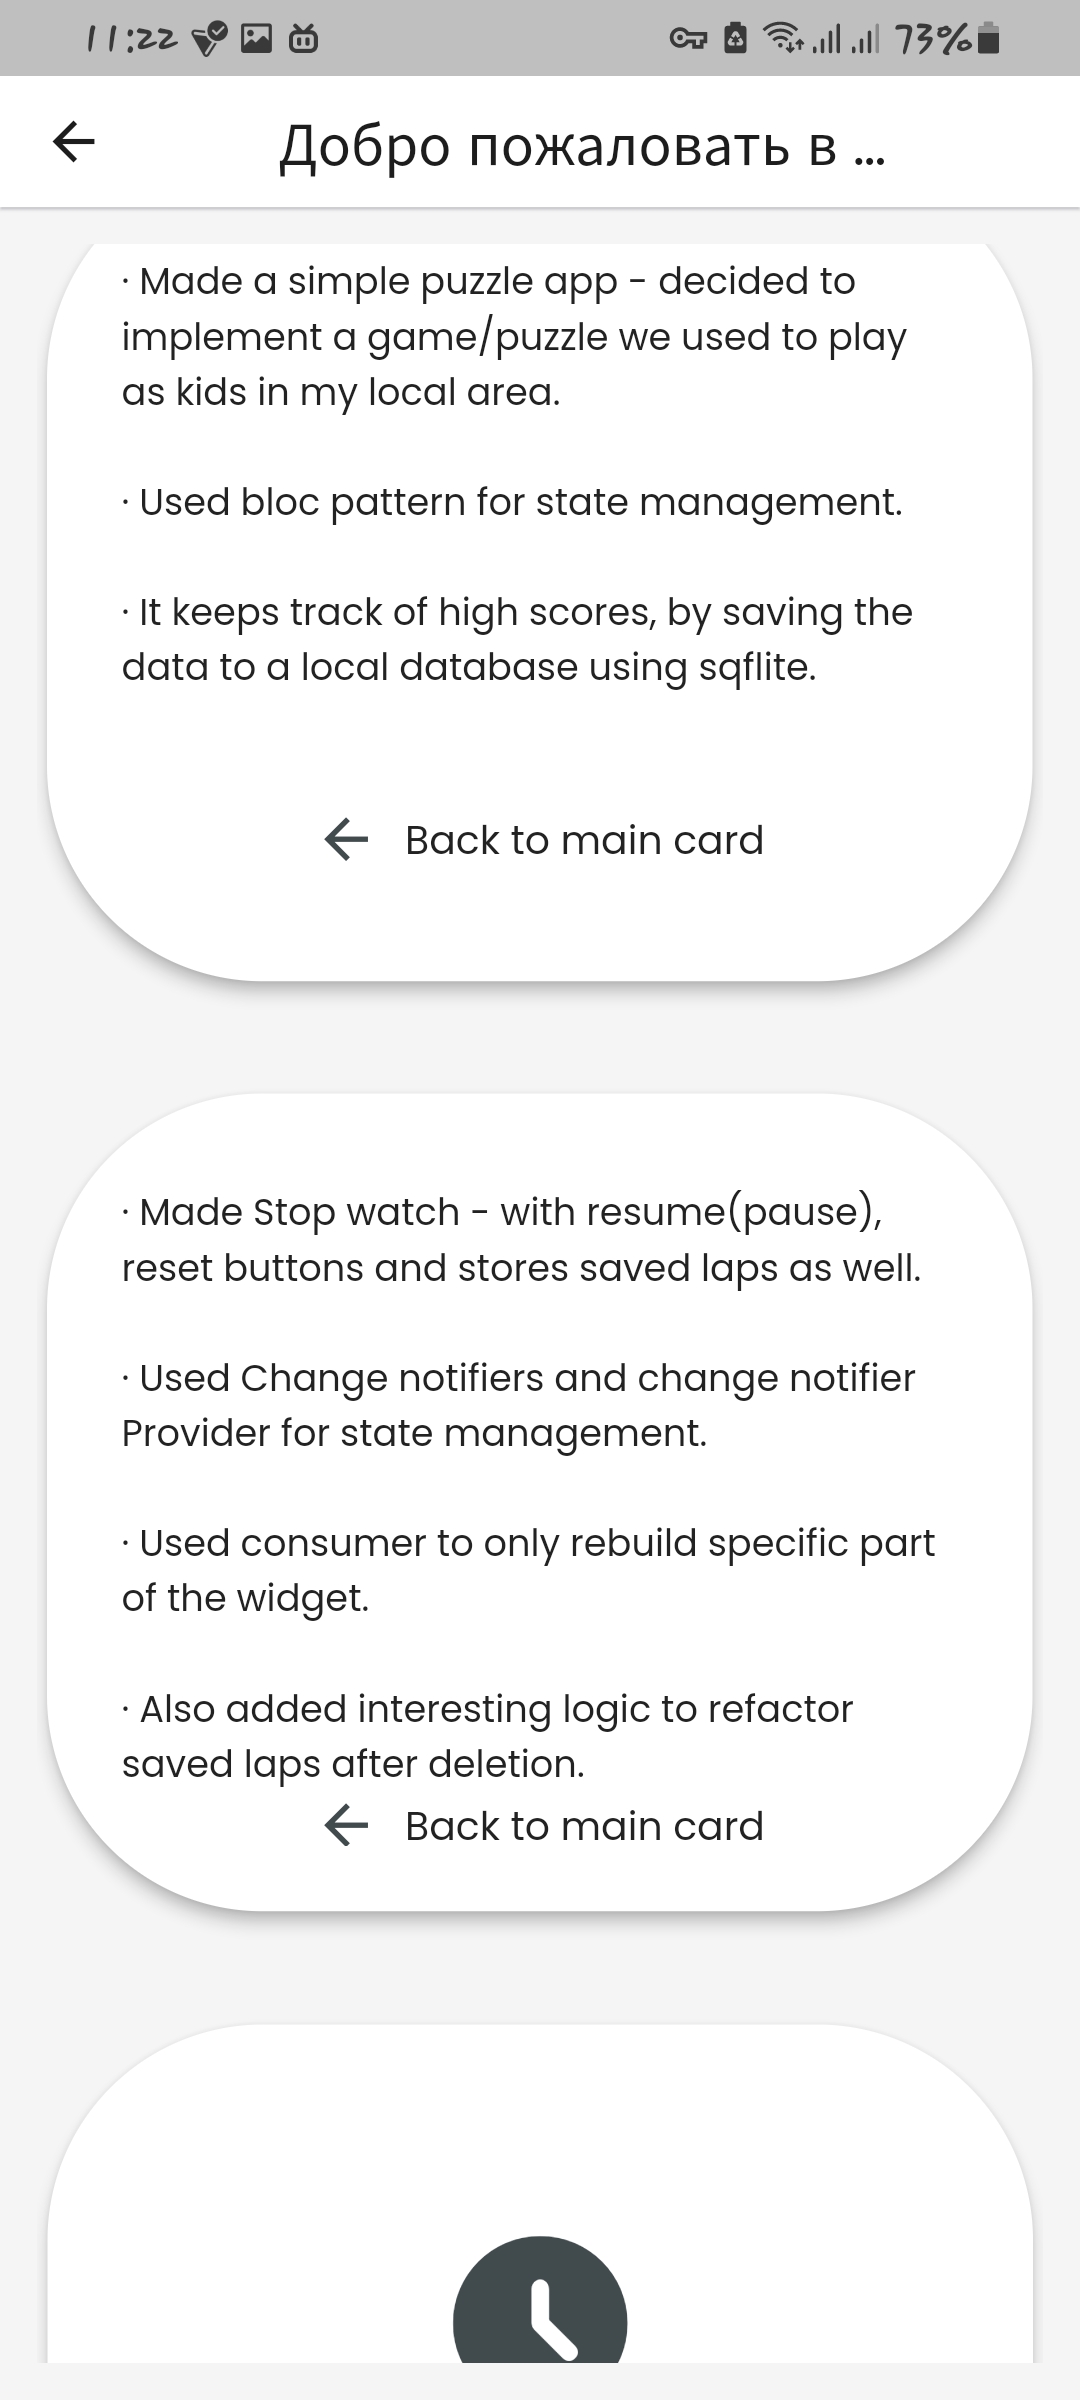 11:22
73%
Добро пожаловать в ...
· Made a simple puzzle app - decided to
implement a game/puzzle we used to play
as kids in my local area.
· Used bloc pattern for state management.
· It keeps track of high scores, by saving the
data to a local database using sqflite.
Back to main card
· Made Stop watch - with resume(pause),
reset buttons and stores saved laps as well.
· Used Change notifiers and change notifier
Provider for state management.
· Used consumer to only rebuild specific part
of the widget.
· Also added interesting logic to refactor
saved laps after deletion.
Back to main card